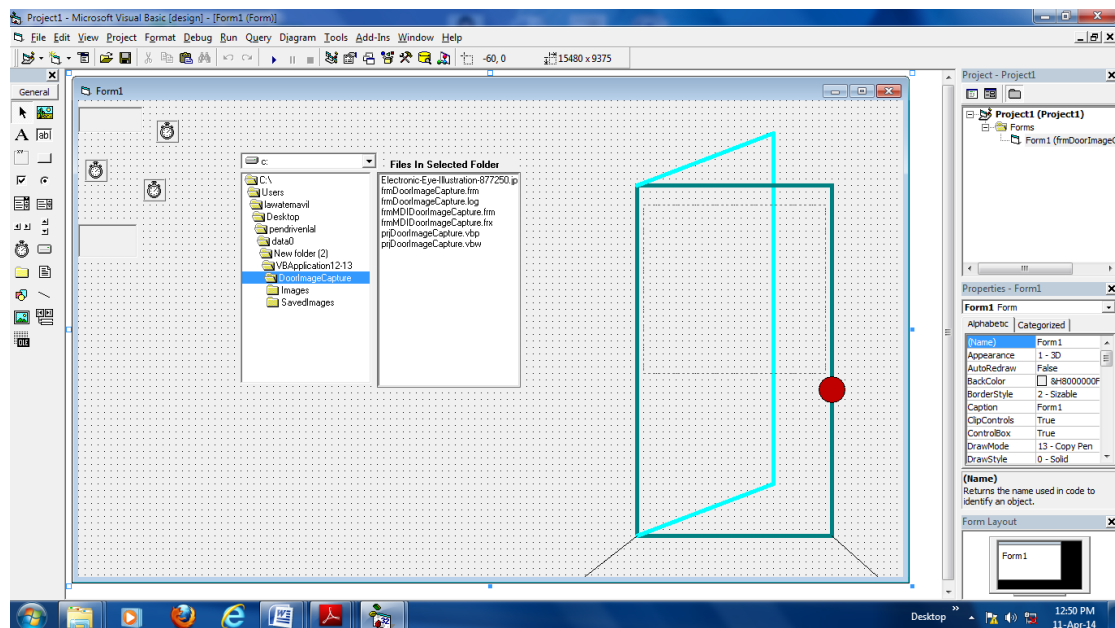 Project1 - Microsoft Visual Basic [design] - [Form1 (Form)]
File Edit View Project Format Debug Run Query Diagram Tools Add-Ins Window Help
-60, 0
15480 x 9375
General
Form1
c:
C:\
Users
lawatemavil
Desktop
pendrivenlal
data0
New folder (2)
VBApplication12-13
DoorImageCapture
Images
SavedImages
Files In Selected Folder
Electronic-Eye-Illustration-877250.jp
frmDoorImageCapture.frm
frmDoorImageCapture.log
frmMDIDoorImageCapture.frm
frmMDIDoorImageCapture.frx
prjDoorImageCapture.vbp
prjDoorImageCapture.vbw
Project - Project1
Project1 (Project1)
Forms
Form1 (frmDoorImageC
Properties - Form1
Form1 Form
Alphabetic Categorized
(Name) Form1
Appearance 1 - 3D
AutoRedraw False
BackColor &H8000000F
BorderStyle 2 - Sizable
Caption Form1
ClipControls True
ControlBox True
DrawMode 13 - Copy Pen
DrawStyle 0 - Solid
(Name)
Returns the name used in code to
identify an object.
Form Layout
Form1
Desktop
12:50 PM
11-Apr-14